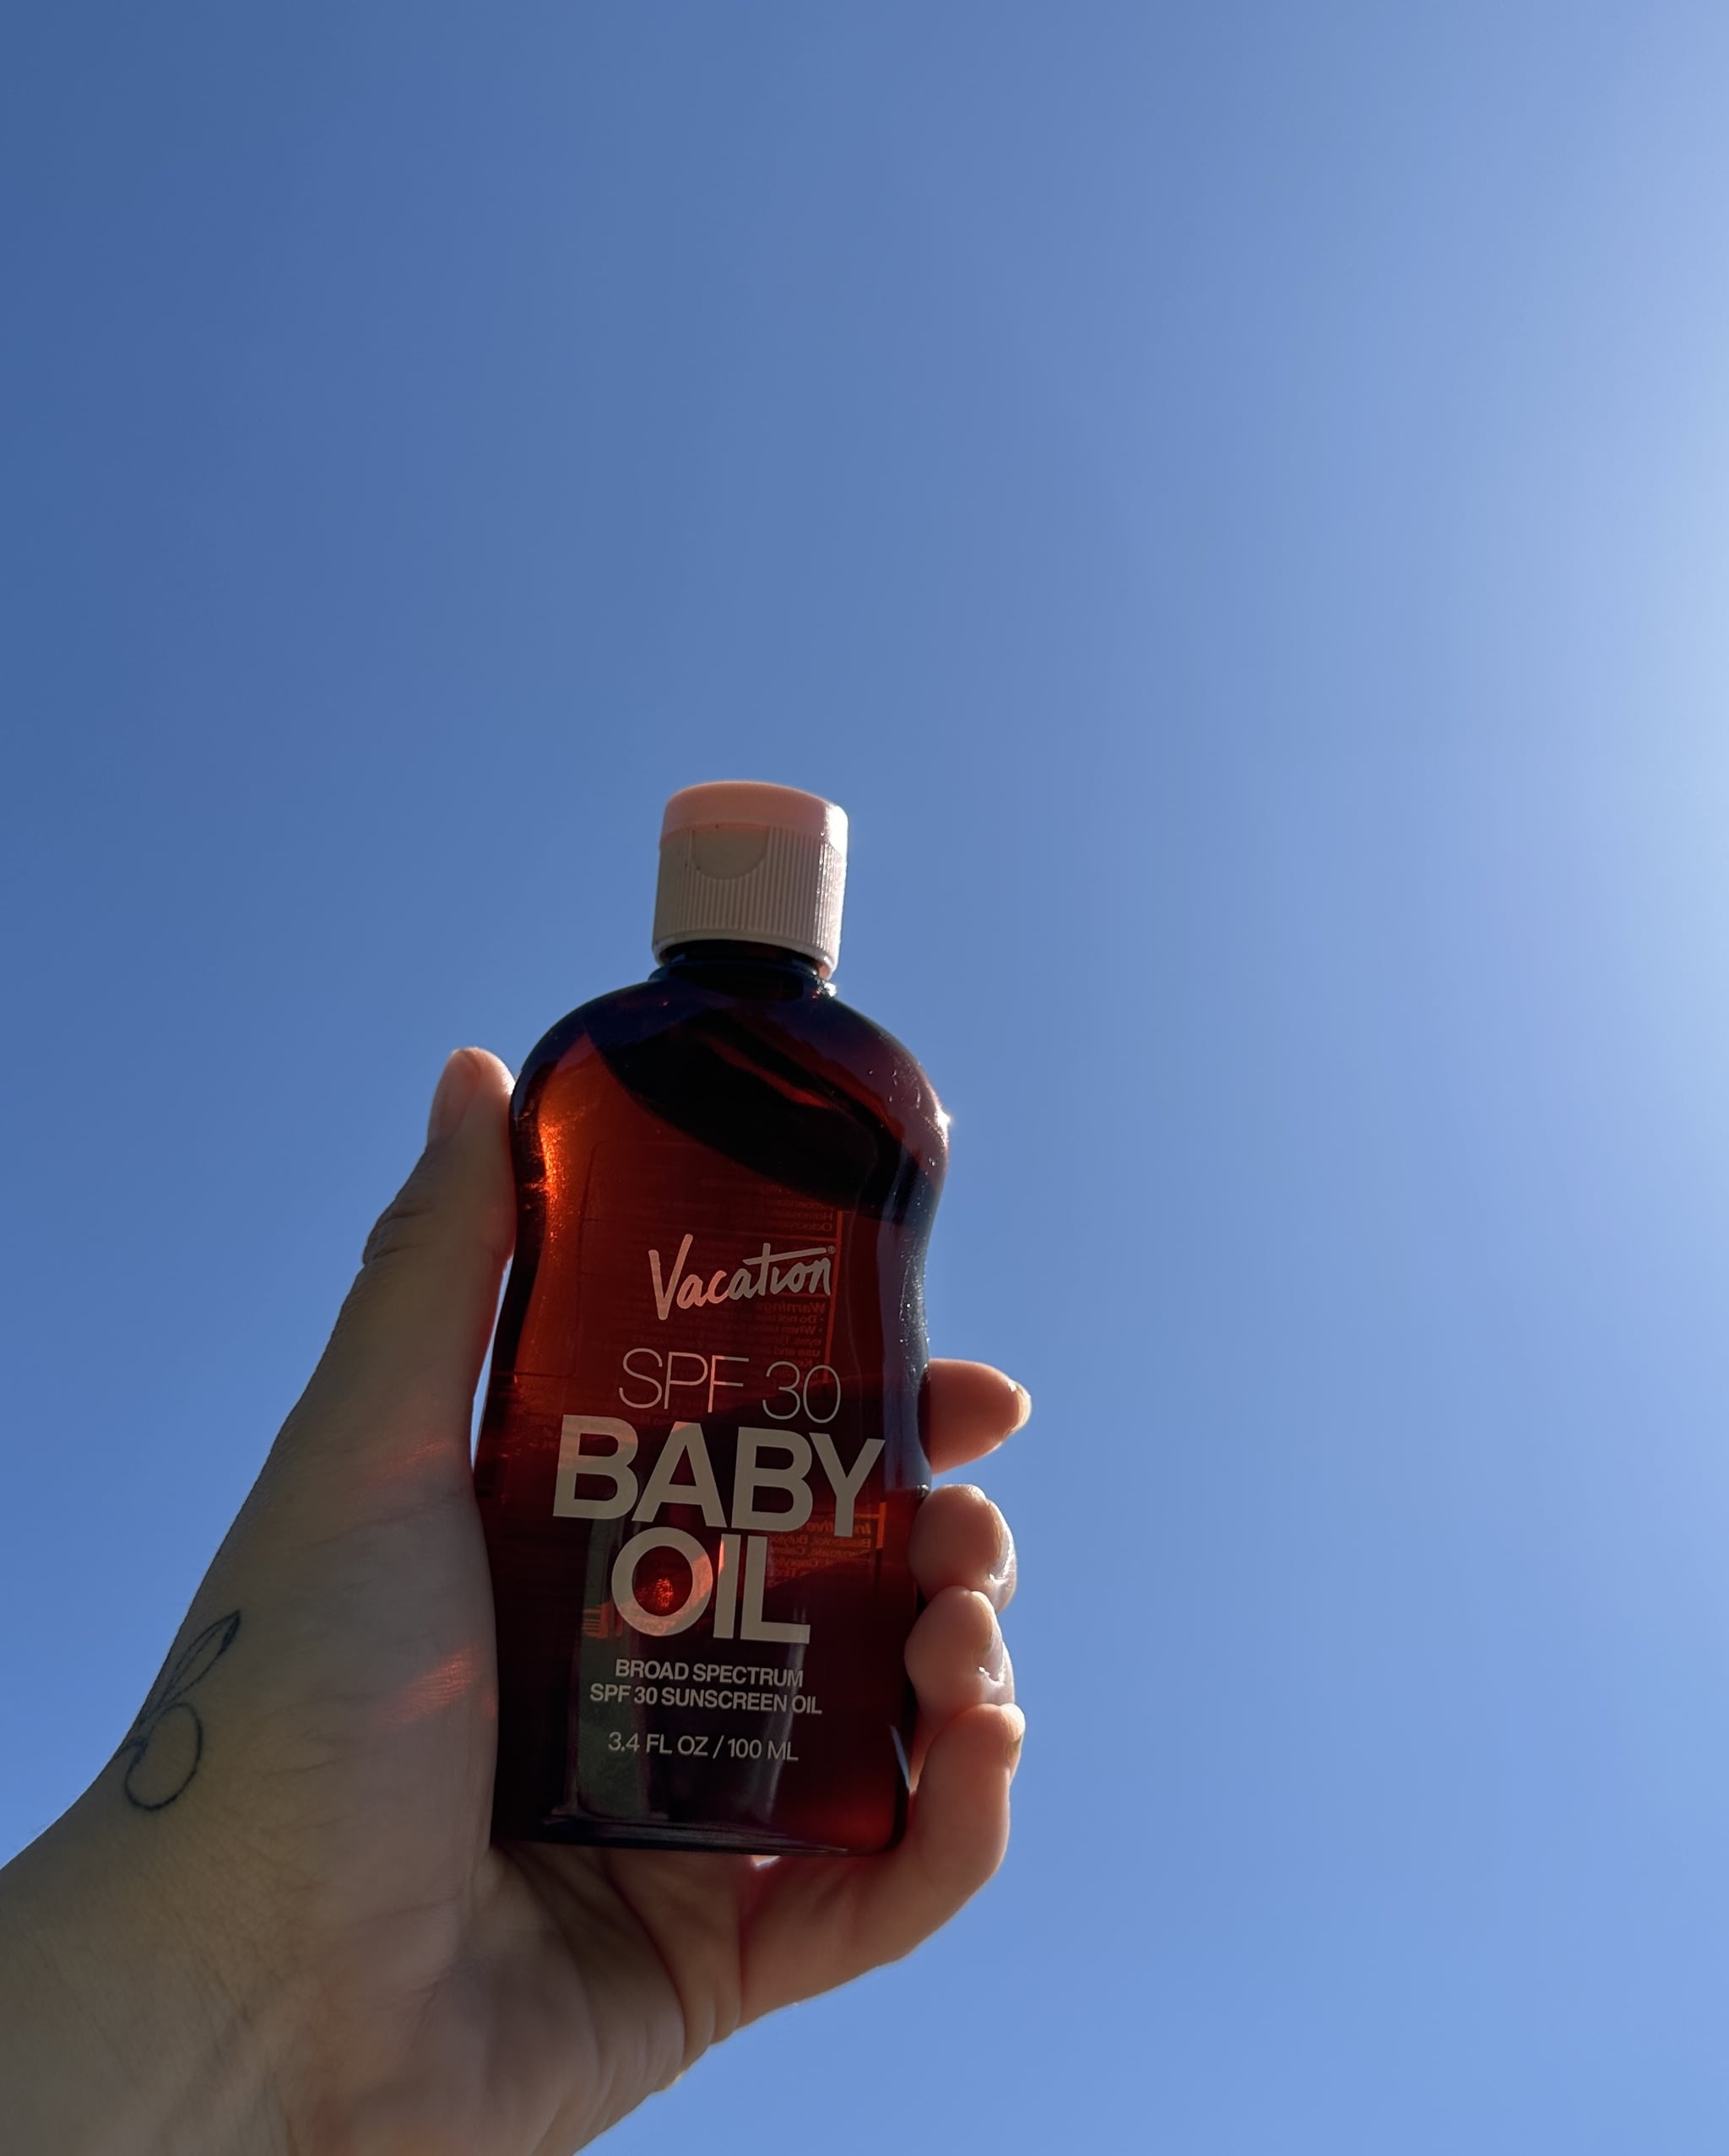 Vacation®
SPF 30
BABY
OIL
BROAD SPECTRUM
SPF 30 SUNSCREEN OIL
3.4 FL OZ / 100 ML